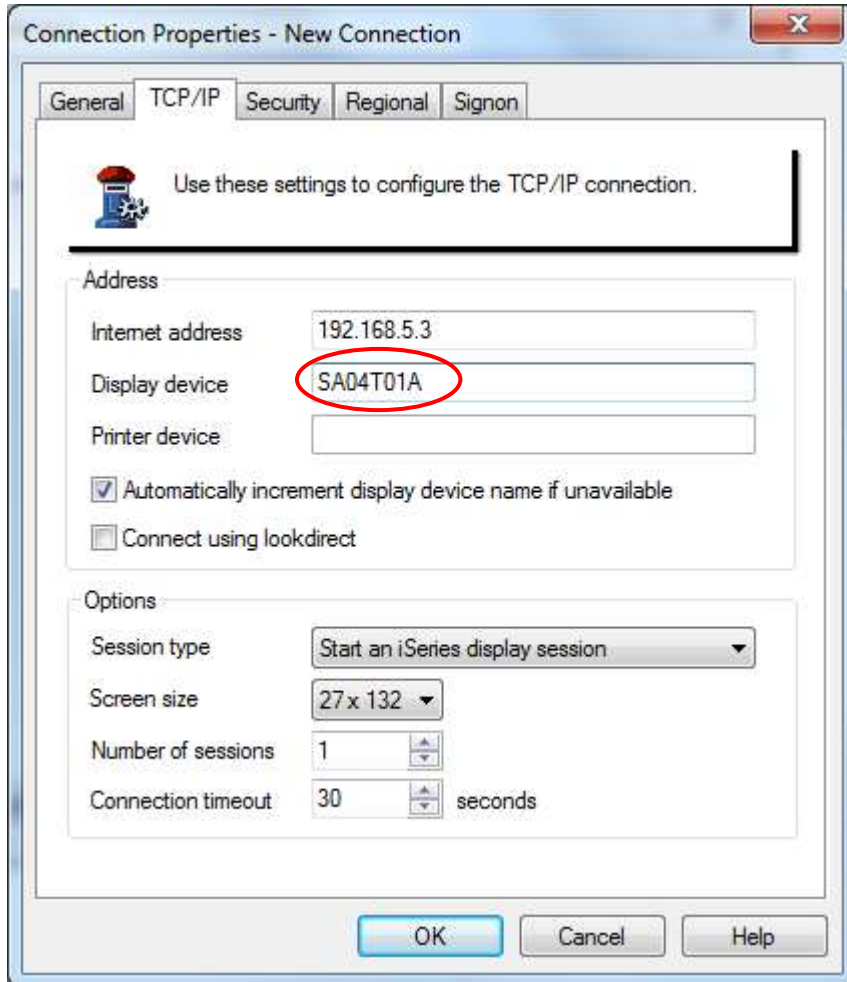 Connection Properties - New Connection
General TCP/IP Security Regional Signon
Use these settings to configure the TCP/IP connection.
Address
Internet address 192.168.5.3
Display device SA04T01A
Printer device
Automatically increment display device name if unavailable
Connect using lookdirect
Options
Session type Start an iSeries display session
Screen size 27 x 132
Number of sessions 1
Connection timeout 30 seconds
OK Cancel Help